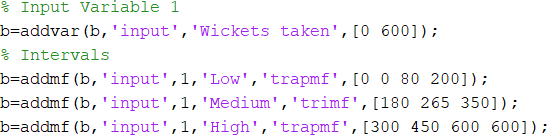 % Input Variable 1
b=addvar(b,'input','Wickets taken',[0 600]);
% Intervals
b=addmf(b,'input',1,'Low','trapmf',[0 0 80 200]);
b=addmf(b,'input',1,'Medium','trimf',[180 265 350]);
b=addmf(b,'input',1,'High','trapmf',[300 450 600 600]);